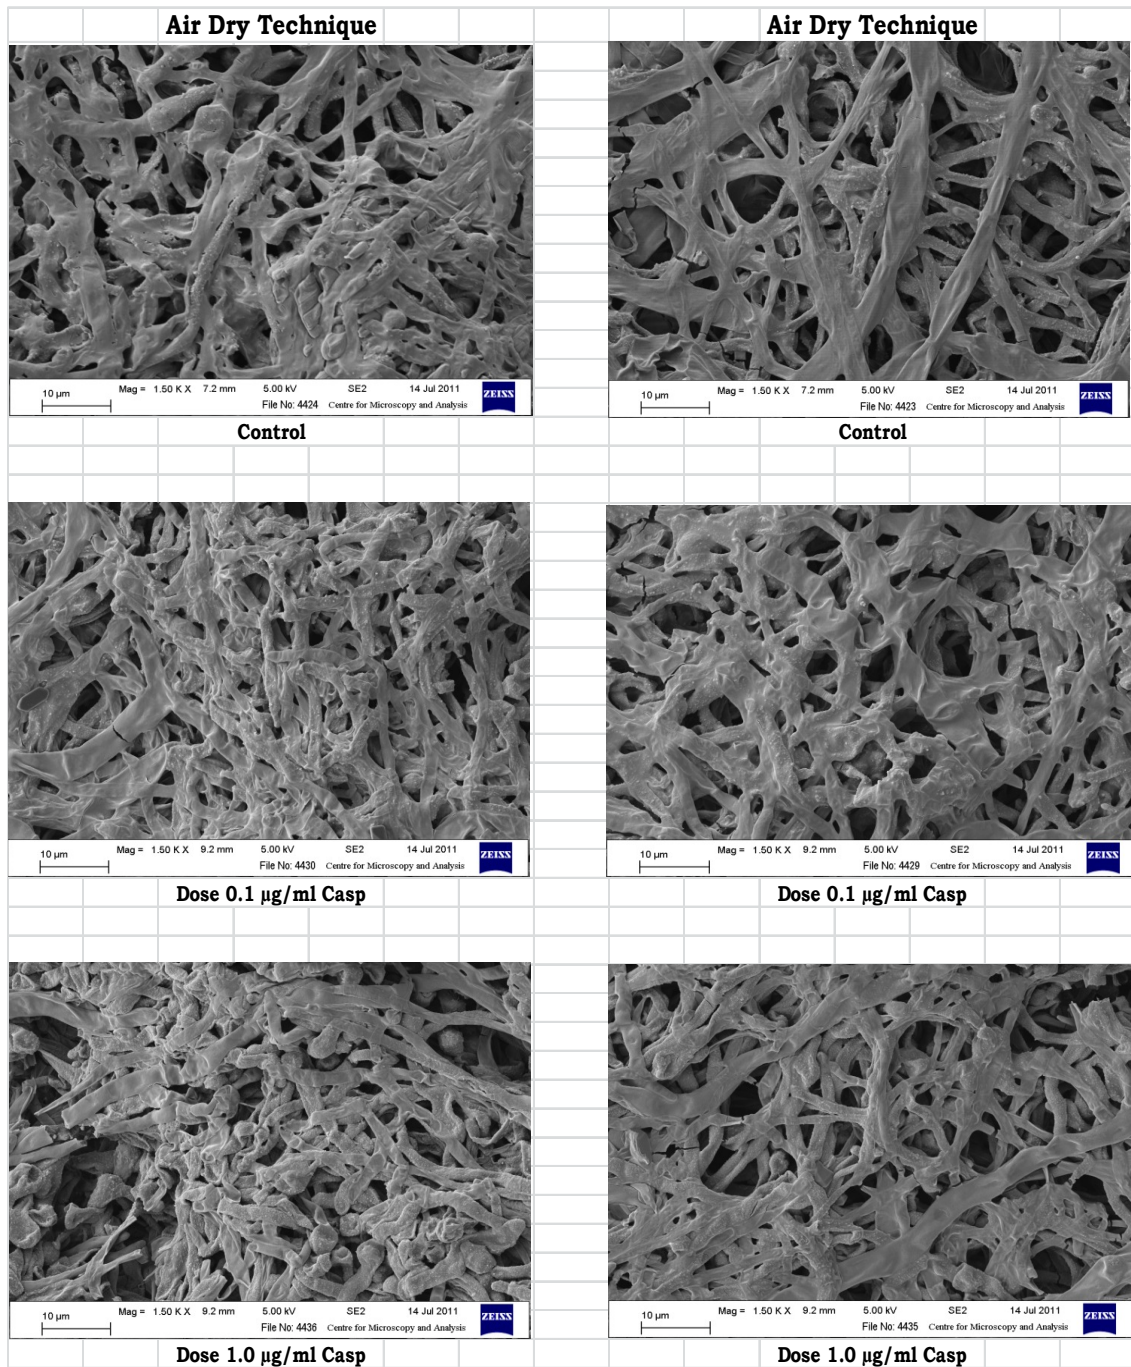 Air Dry Technique
Air Dry Technique
10 µm
Mag = 1.50 K X 7.2 mm 5.00 kV SE2 14 Jul 2011
ZEISS
File No: 4424 Centre for Microscopy and Analysis
10 µm
Mag = 1.50 K X 7.2 mm 5.00 kV SE2 14 Jul 2011
ZEISS
File No: 4423 Centre for Microscopy and Analysis
Control
Control
10 µm
Mag = 1.50 K X 9.2 mm 5.00 kV SE2 14 Jul 2011
ZEISS
File No: 4430 Centre for Microscopy and Analysis
10 µm
Mag = 1.50 K X 9.2 mm 5.00 kV SE2 14 Jul 2011
ZEISS
File No: 4429 Centre for Microscopy and Analysis
Dose 0.1 µg/ml Casp
Dose 0.1 µg/ml Casp
10 µm
Mag = 1.50 K X 9.2 mm 5.00 kV SE2 14 Jul 2011
ZEISS
File No: 4436 Centre for Microscopy and Analysis
10 µm
Mag = 1.50 K X 9.2 mm 5.00 kV SE2 14 Jul 2011
ZEISS
File No: 4435 Centre for Microscopy and Analysis
Dose 1.0 µg/ml Casp
Dose 1.0 µg/ml Casp